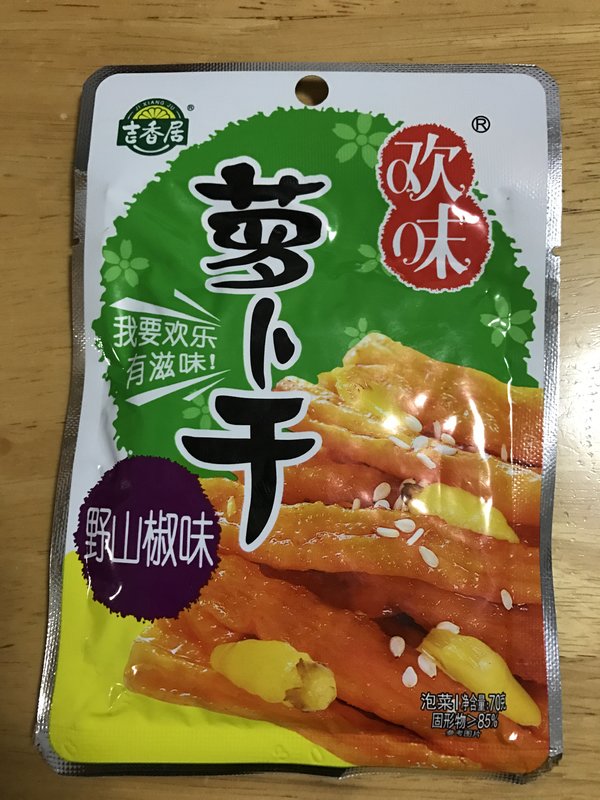 JI XIANG JU
吉香居
®
®
欢味
萝卜干
我要欢乐
有滋味!
野山椒味
泡菜 净含量:70克
固形物≥85%
参考图片